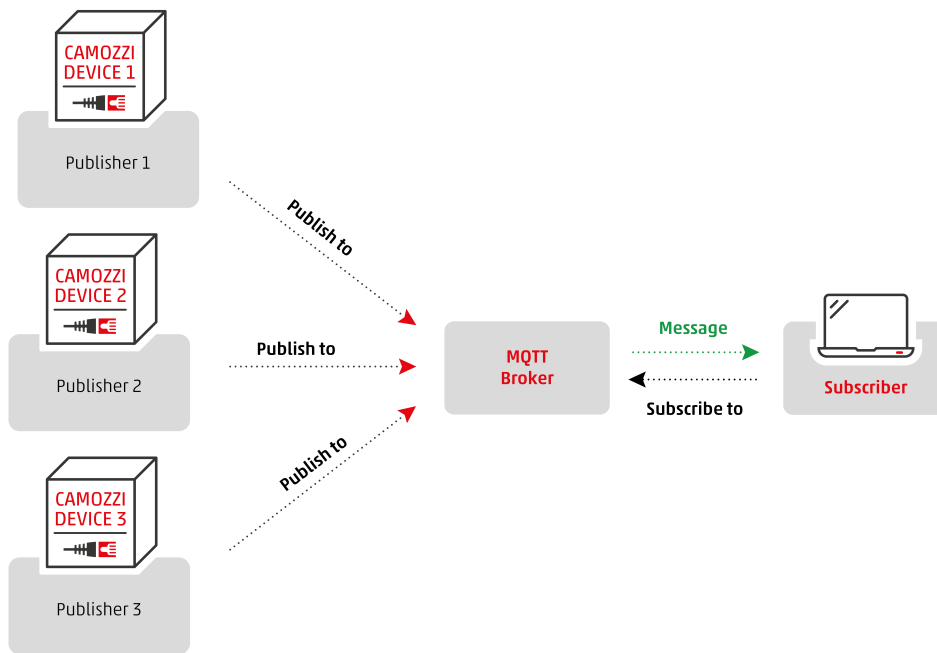 CAMOZZI
DEVICE 1
Publisher 1
Publish to
CAMOZZI
DEVICE 2
Publisher 2
Publish to
CAMOZZI
DEVICE 3
Publisher 3
Publish to
MQTT
Broker
Message
Subscribe to
Subscriber